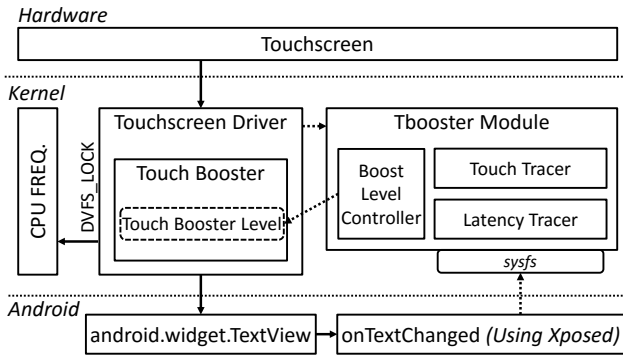 Hardware
Touchscreen
Kernel
CPU FREQ.
DVFS_LOCK
Touchscreen Driver
Touch Booster
Touch Booster Level
Tbooster Module
Boost
Level
Controller
Touch Tracer
Latency Tracer
sysfs
Android
android.widget.TextView
onTextChanged (Using Xposed)